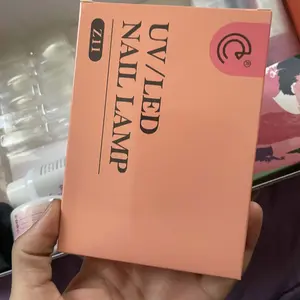 UV/LED
NAIL LAMP
Z11
®